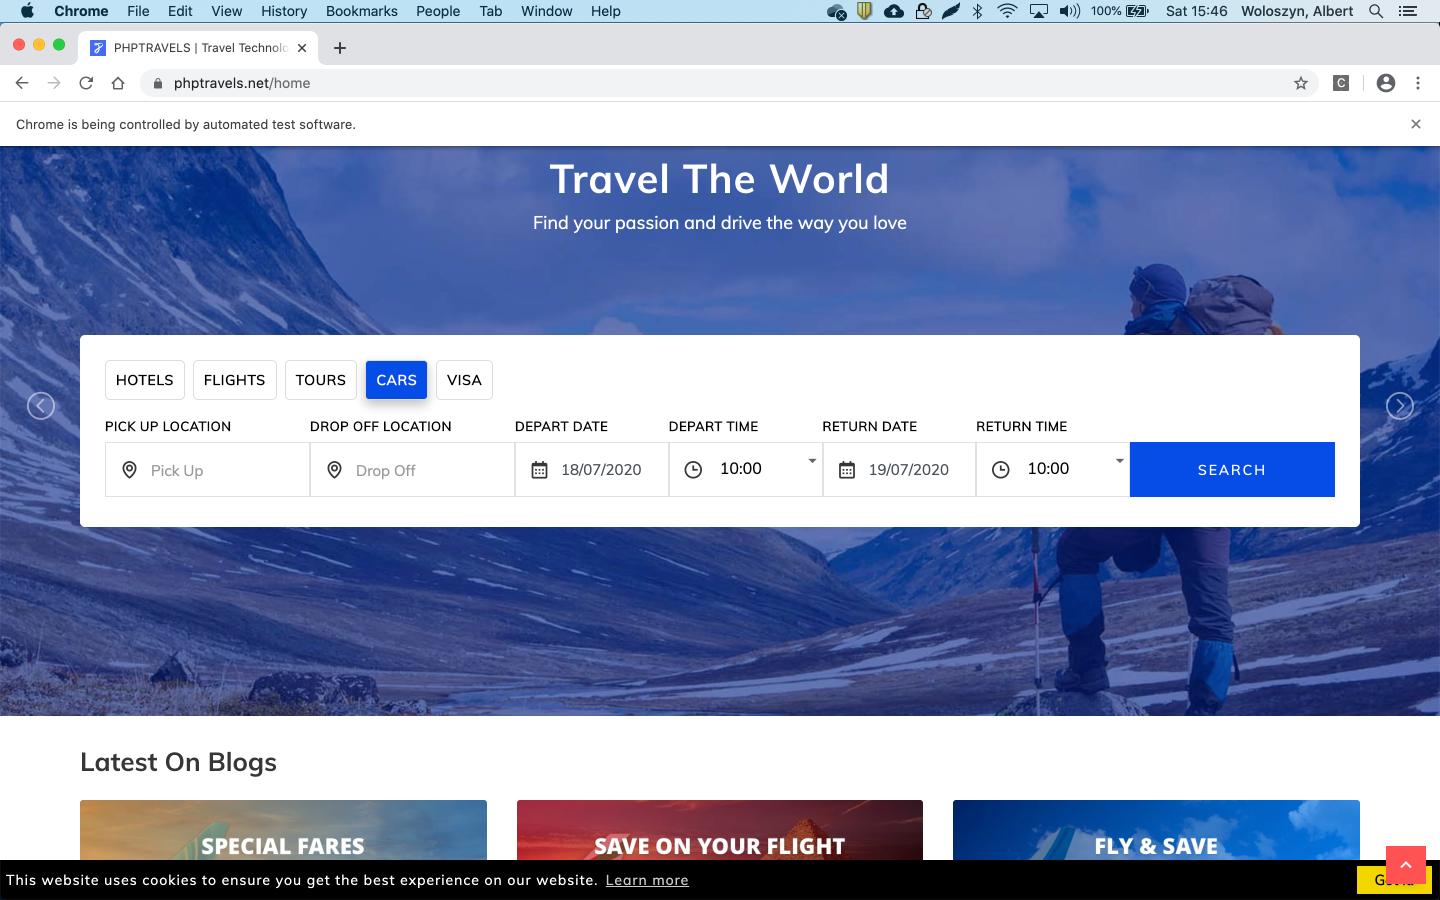 Chrome File Edit View History Bookmarks People Tab Window Help 100% Sat 15:46 Woloszyn, Albert
PHPTRAVELS | Travel Technolo
phptravels.net/home
C
Chrome is being controlled by automated test software.
Travel The World
Find your passion and drive the way you love
HOTELS FLIGHTS TOURS CARS VISA
PICK UP LOCATION DROP OFF LOCATION DEPART DATE DEPART TIME RETURN DATE RETURN TIME
Pick Up Drop Off 18/07/2020 10:00 19/07/2020 10:00 SEARCH
Latest On Blogs
SPECIAL FARES SAVE ON YOUR FLIGHT FLY & SAVE
This website uses cookies to ensure you get the best experience on our website. Learn more